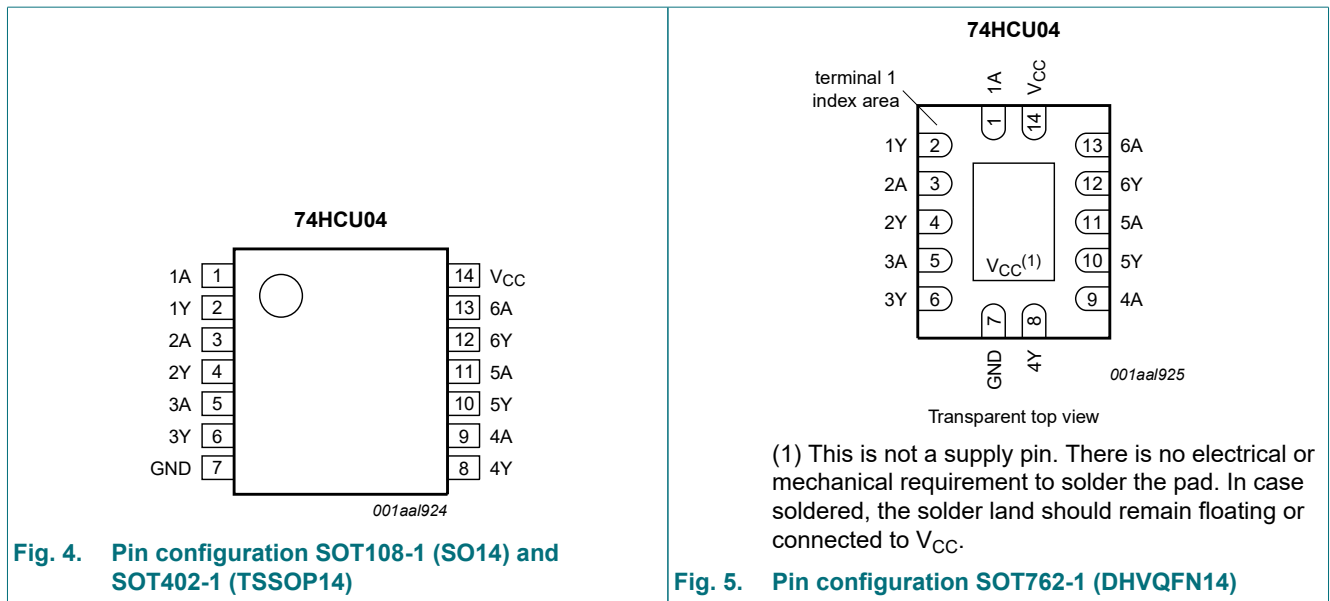 74HCU04
1A 1 14 VCC
1Y 2 13 6A
2A 3 12 6Y
2Y 4 11 5A
3A 5 10 5Y
3Y 6 9 4A
GND 7 8 4Y
001aal924
Fig. 4. Pin configuration SOT108-1 (SO14) and
SOT402-1 (TSSOP14)
74HCU04
terminal 1
index area
1A VCC
1 14
1Y 2 13 6A
2A 3 12 6Y
2Y 4 11 5A
3A 5 VCC(1) 10 5Y
3Y 6 9 4A
7 8
GND 4Y
001aal925
Transparent top view
(1) This is not a supply pin. There is no electrical or
mechanical requirement to solder the pad. In case
soldered, the solder land should remain floating or
connected to VCC.
Fig. 5. Pin configuration SOT762-1 (DHVQFN14)